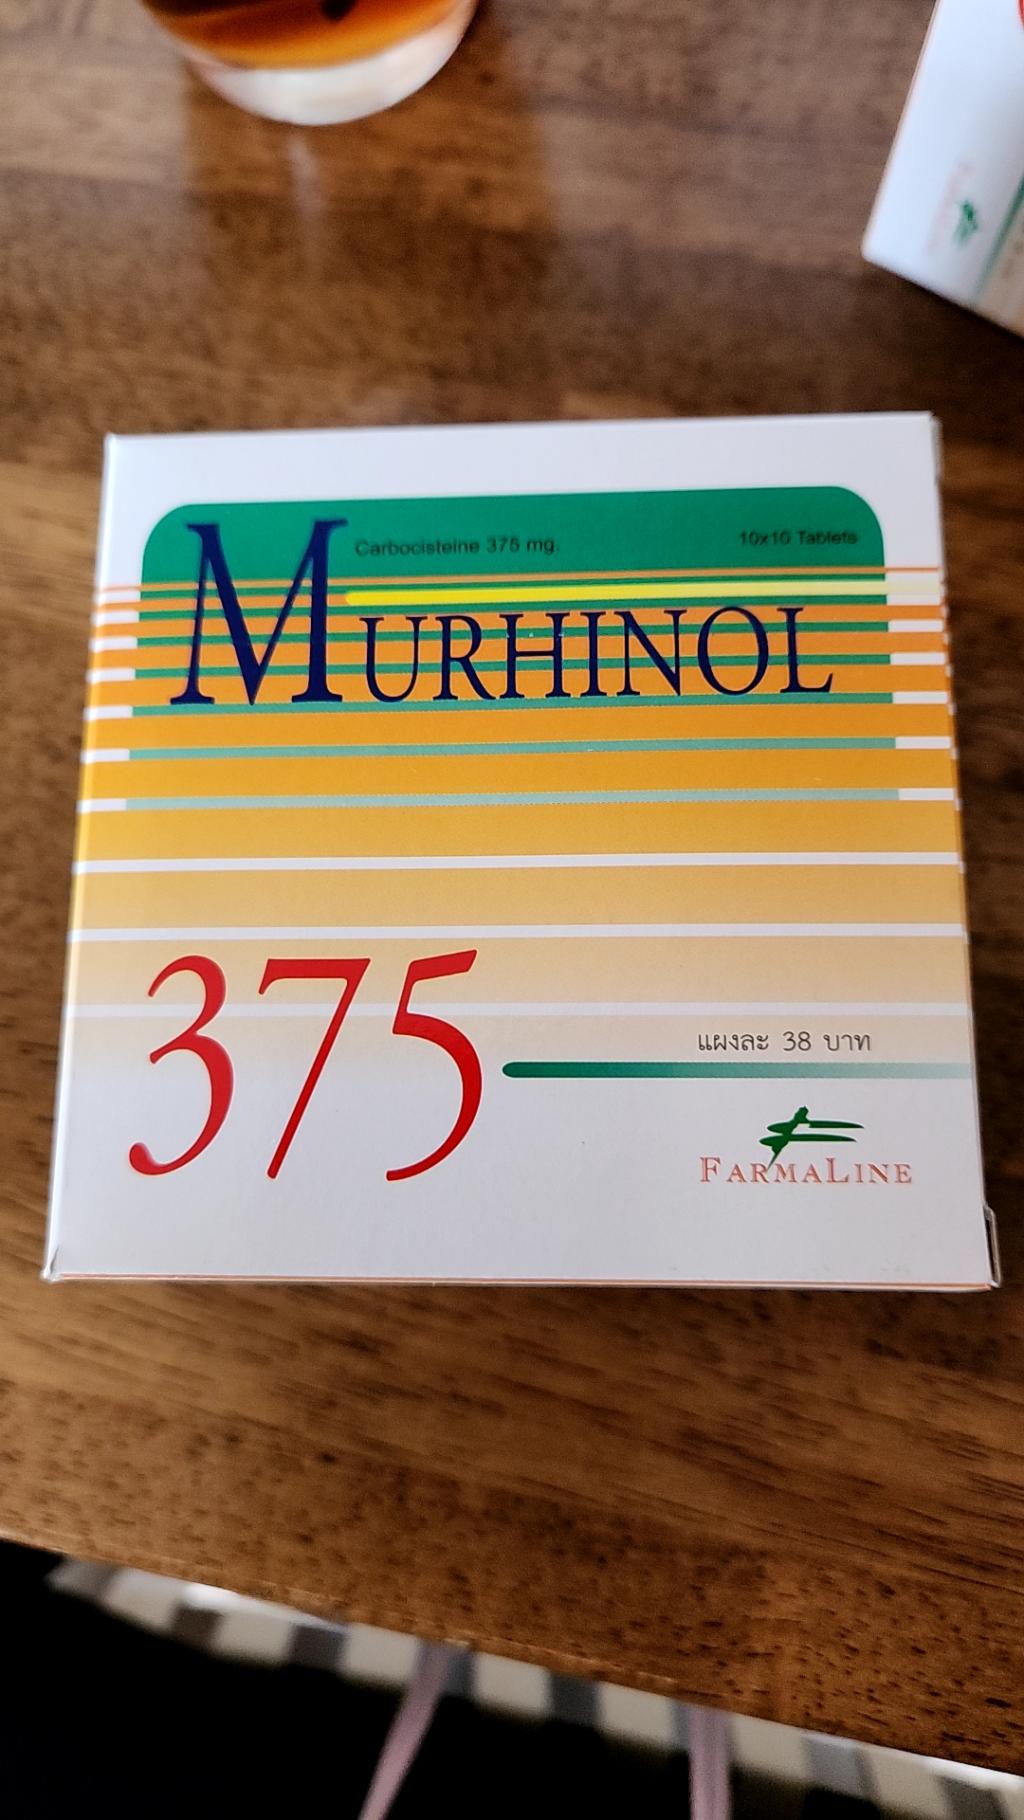 Carbocisteine 375 mg.
10x10 Tablets
MURHINOL
375
แผงละ 38 บาท
FARMALINE